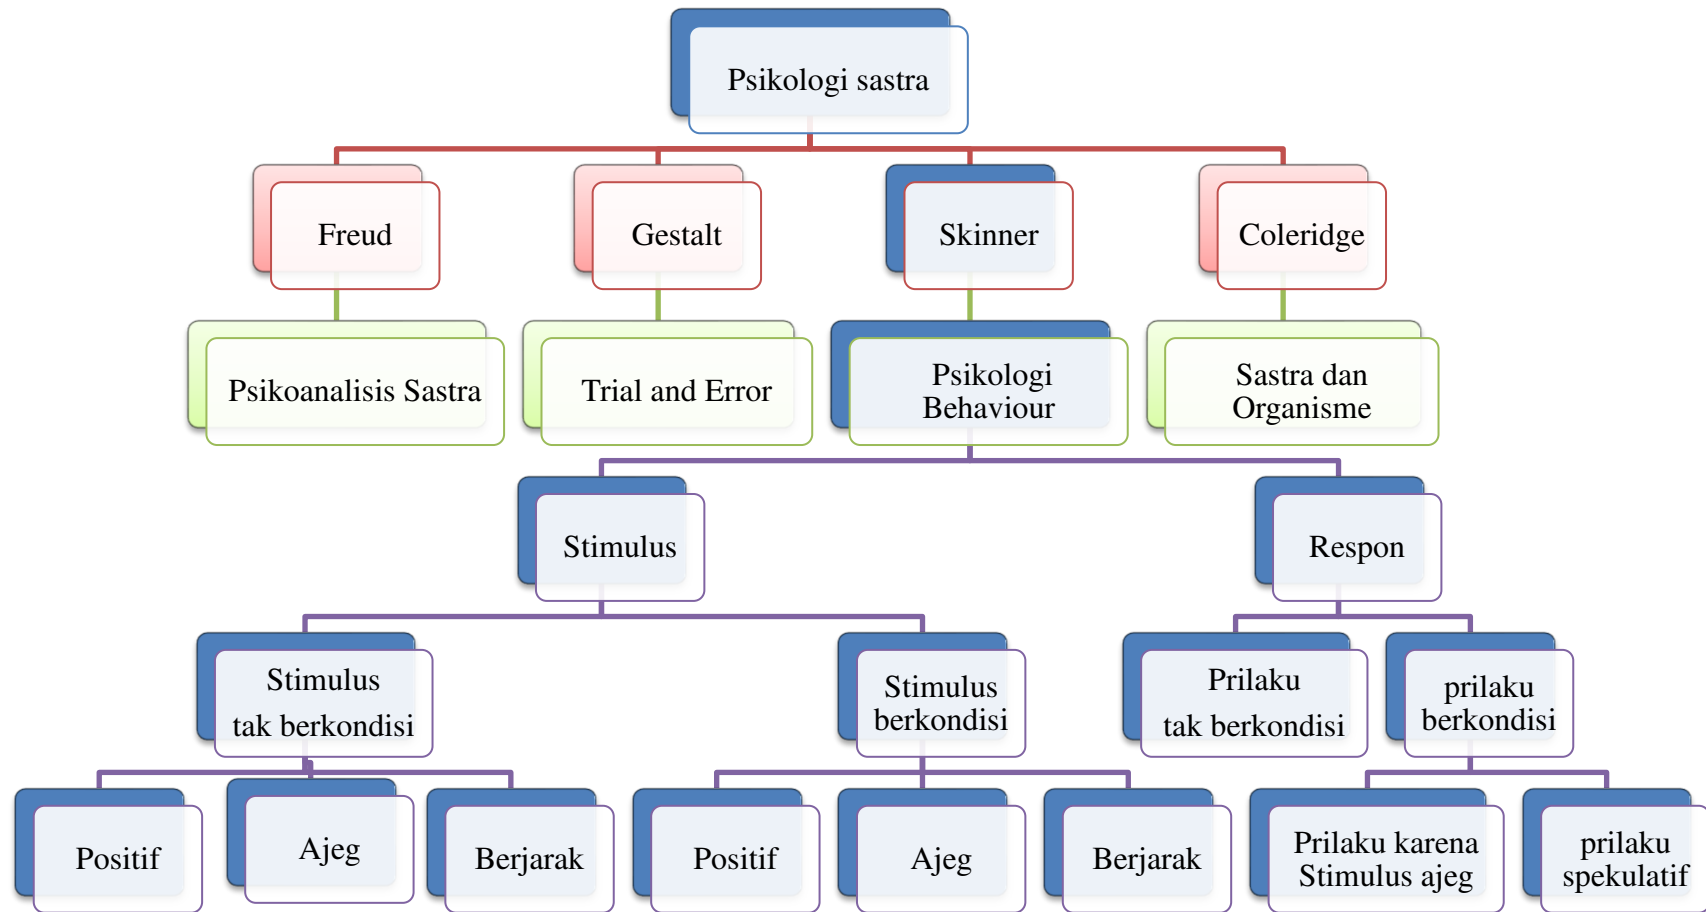 Psikologi sastra
Freud
Gestalt
Skinner
Coleridge
Psikoanalisis Sastra
Trial and Error
Psikologi
Behaviour
Sastra dan
Organisme
Stimulus
Respon
Stimulus
tak berkondisi
Stimulus
berkondisi
Prilaku
tak berkondisi
prilaku
berkondisi
Positif
Ajeg
Berjarak
Positif
Ajeg
Berjarak
Prilaku karena
Stimulus ajeg
prilaku
spekulatif